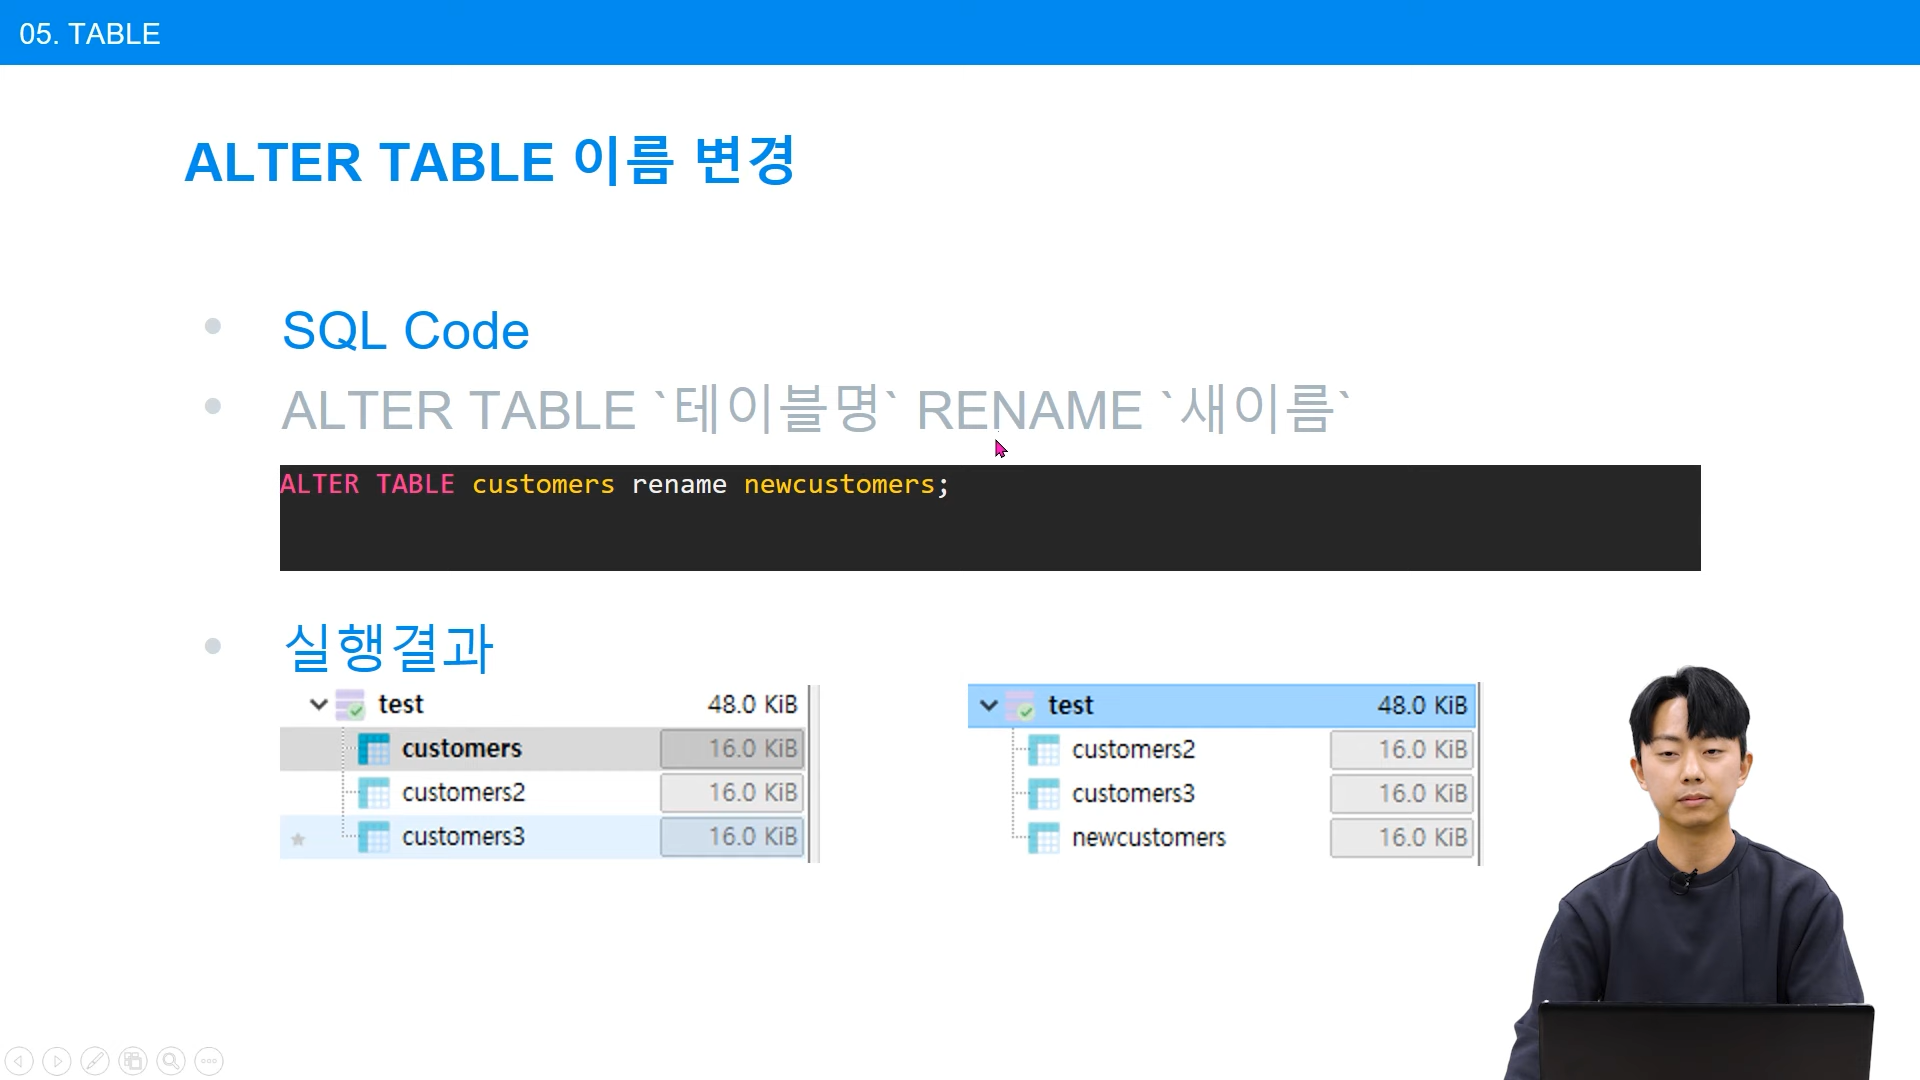 05. TABLE
ALTER TABLE 이름 변경
SQL Code
ALTER TABLE `테이블명` RENAME `새이름`
ALTER TABLE customers rename newcustomers;
실행결과
test 48.0 KiB
customers 16.0 KiB
customers2 16.0 KiB
customers3 16.0 KiB
test 48.0 KiB
customers2 16.0 KiB
customers3 16.0 KiB
newcustomers 16.0 KiB